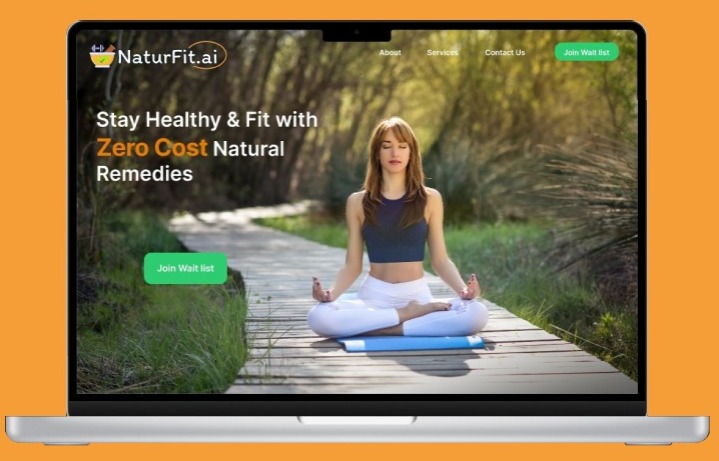 NaturFit.ai
About
Services
Contact Us
Join Wait list
Stay Healthy & Fit with
Zero Cost Natural
Remedies
Join Wait list